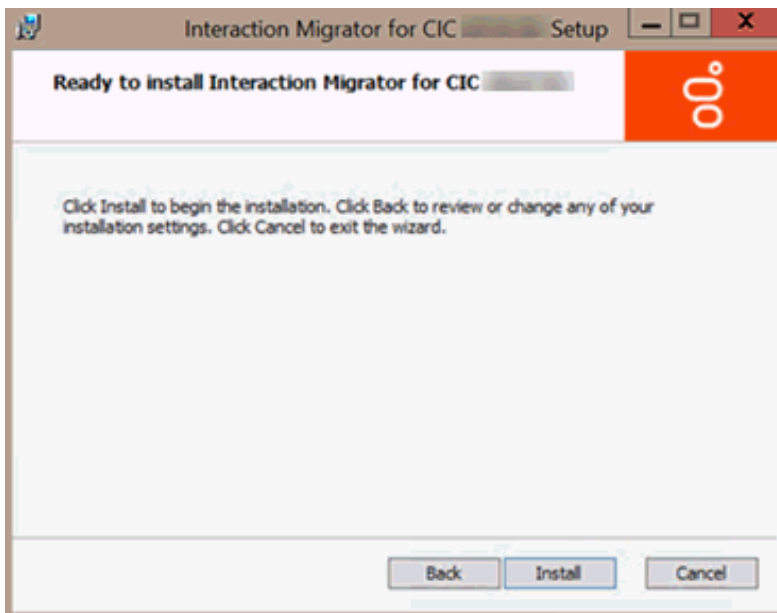 Interaction Migrator for CIC Setup
Ready to install Interaction Migrator for CIC
Click Install to begin the installation. Click Back to review or change any of your
installation settings. Click Cancel to exit the wizard.
Back Install Cancel